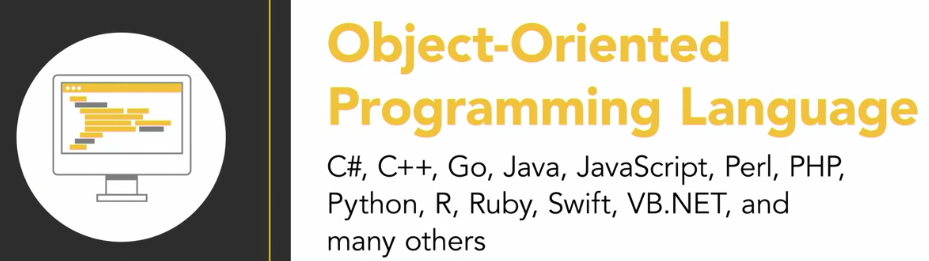 Object-Oriented
Programming Language
C#, C++, Go, Java, JavaScript, Perl, PHP,
Python, R, Ruby, Swift, VB.NET, and
many others